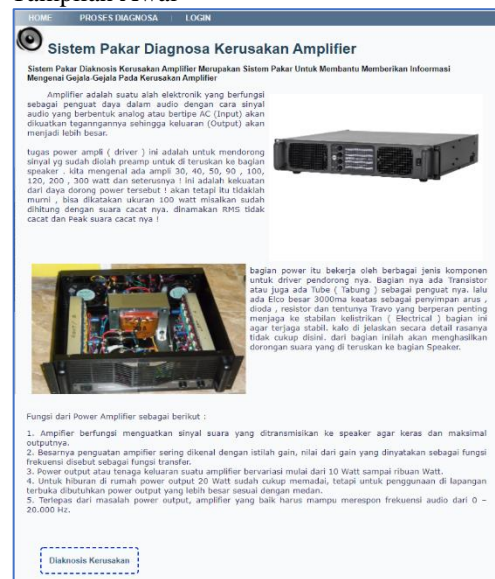 Tampilan Awal
HOME PROSES DIAGNOSA LOGIN
Sistem Pakar Diagnosa Kerusakan Amplifier
Sistem Pakar Diaknosis Kerusakan Amplifier Merupakan Sistem Pakar Untuk Membantu Momberikan Infoermasi
Mengenai Gejala-Gejala Pada Kerusakan Amplifier
Amplifier adalah suatu alah elektronik yang berfungsi
sebagai penguat daya dalam audio dengan cara sinyal
audio yang berbentuk analog atau bertipe AC (Input) akan
dikuatkan tegangannya sehingga keluaran (Output) akan
menjadi lebih besar.
tugas power ampli ( driver ) ini adalah untuk mendorong
sinyal yg sudah diolah preamp untuk di teruskan ke bagian
speaker . kita mengenal ada ampli 30, 40, 50, 90 , 100,
120, 200 , 300 watt dan seterusnya ! ini adalah kekuatan
dari daya dorong power tersebut ! akan tetapi itu tidaklah
murni , bisa dikatakan ukuran 100 watt misalkan sudah
dihitung dengan suara cacat nya. dinamakan RMS tidak
cacat dan Peak suara cacat nya !
bagian power itu bekerja oleh berbagai jenis komponen
untuk driver pendorong nya. Bagian nya ada Transistor
atau juga ada Tube ( Tabung ) sebagai penguat nya. lalu
ada Elco besar 3000ma keatas sebagai penyimpan arus ,
dioda , resistor dan tentunya Travo yang berperan penting
menjaga ke stabilan kelistrikan ( Electrical ) bagian ini
agar terjaga stabil. kalo di jelaskan secara detail rasanya
tidak cukup disini. dari bagian inilah akan menghasilkan
dorongan suara yang di teruskan ke bagian Speaker.
Fungsi dari Power Amplifier sebagai berikut :
1. Ampifier berfungsi menguatkan sinyal suara yang ditransmisikan ke speaker agar keras dan maksimal
outputnya.
2. Besarnya penguatan ampifier sering dikenal dengan istilah gain, nilai dari gain yang dinyatakan sebagai fungsi
frekuensi disebut sebagai fungsi transfer.
3. Power output atau tenaga keluaran suatu amplifier bervariasi mulai dari 10 Watt sampai ribuan Watt.
4. Untuk hiburan di rumah power output 20 Watt sudah cukup memadai, tetapi untuk penggunaan di lapangan
terbuka dibutuhkan power output yang lebih besar sesuai dengan medan.
5. Terlepas dari masalah power output, amplifier yang baik harus mampu merespon frekuensi audio dari 0 –
20.000 Hz.
Diaknosis Kerusakan